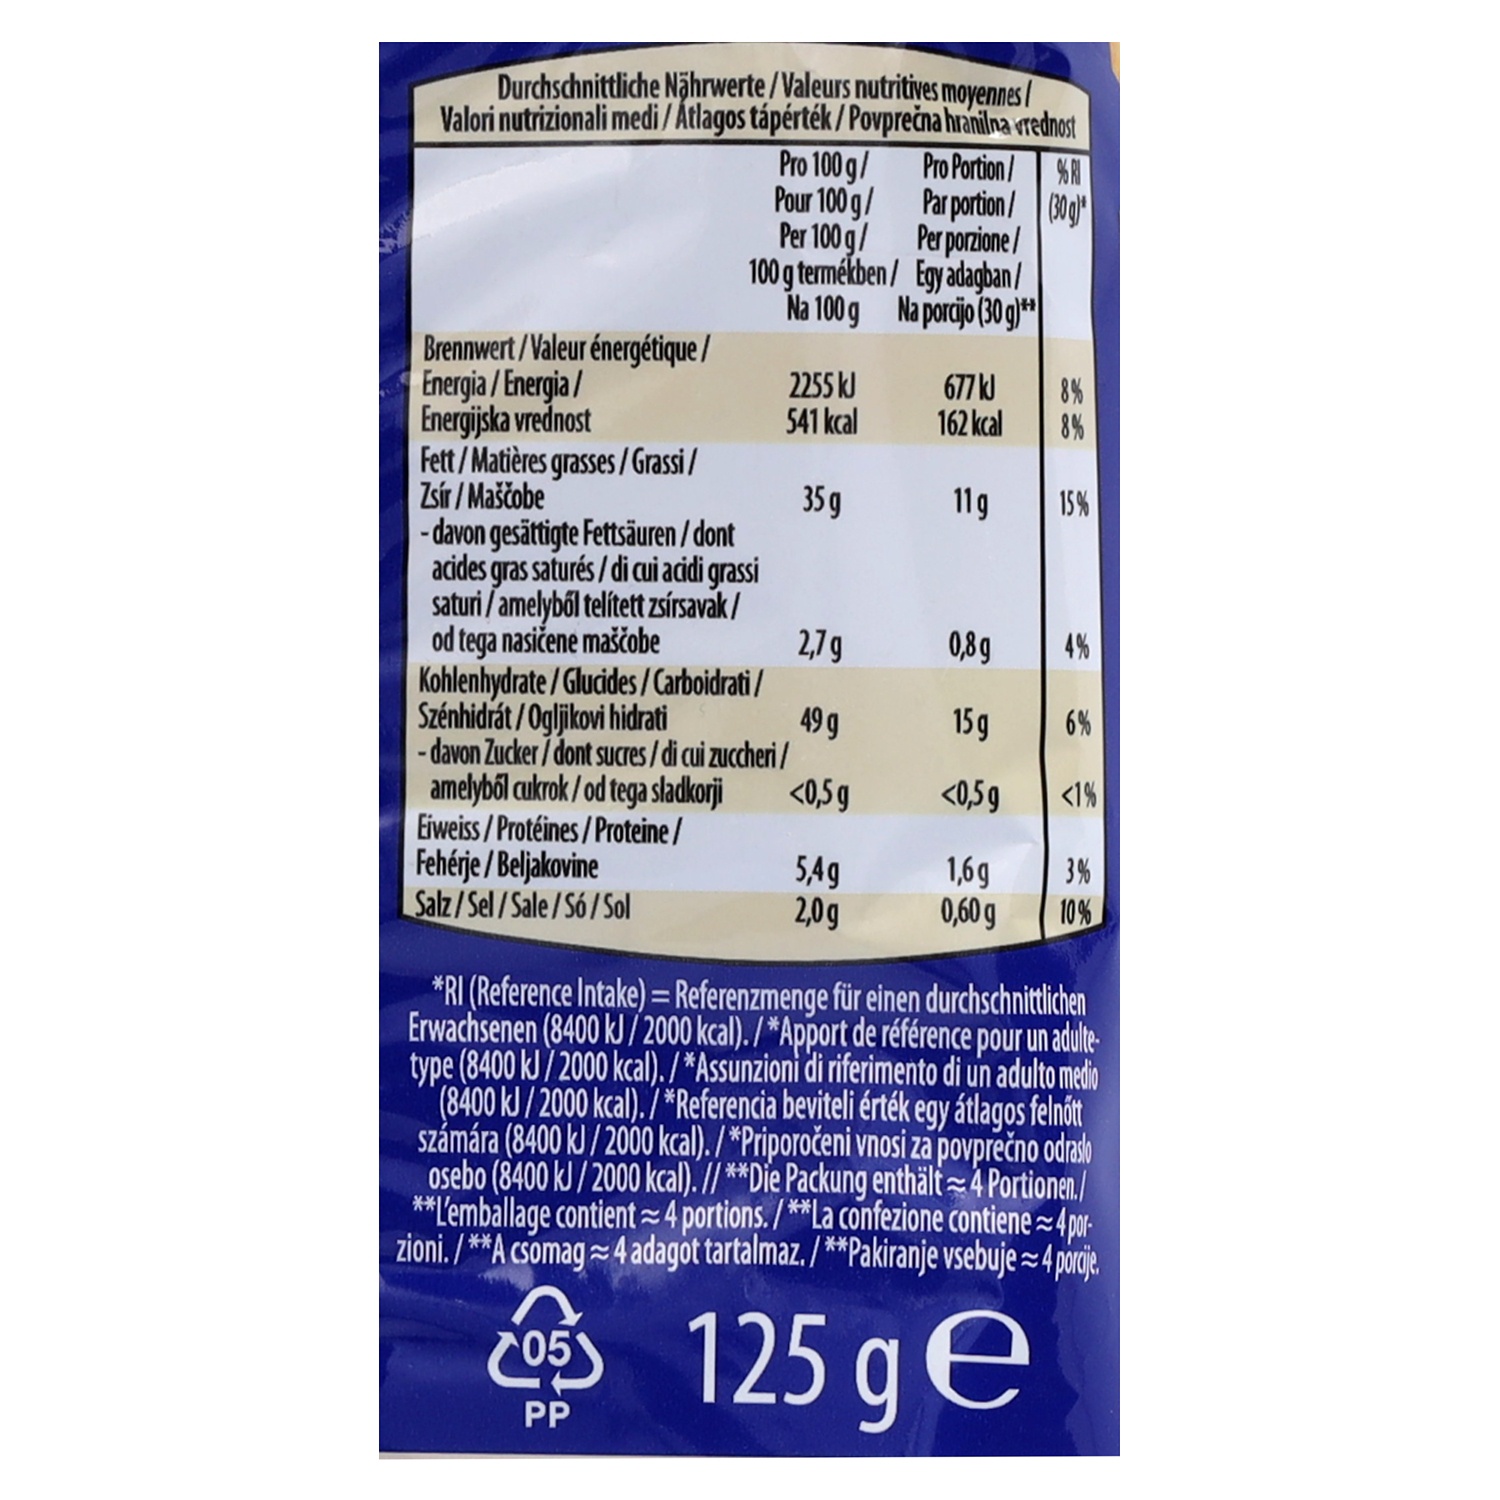 Durchschnittliche Nährwerte / Valeurs nutritives moyennes /
Valori nutrizionali medi / Átlagos tápérték / Povprečna hranilna vrednost
Pro 100 g / Pro Portion / % RI
Pour 100 g / Par portion / (30 g)*
Per 100 g / Per porzione /
100 g termékben / Egy adagban /
Na 100 g Na porcijo (30 g)**
Brennwert / Valeur énergétique /
Energia / Energia / 2255 kJ 677 kJ 8%
Energijska vrednost 541 kcal 162 kcal 8%
Fett / Matières grasses / Grassi /
Zsír / Maščobe 35 g 11 g 15%
- davon gesättigte Fettsäuren / dont
acides gras saturés / di cui acidi grassi
saturi / amelyből telített zsírsavak /
od tega nasičene maščobe 2,7 g 0,8 g 4%
Kohlenhydrate / Glucides / Carboidrati /
Szénhidrát / Ogljikovi hidrati 49 g 15 g 6%
- davon Zucker / dont sucres / di cui zuccheri /
amelyből cukrok / od tega sladkorji <0,5 g <0,5 g <1%
Eiweiss / Protéines / Proteine /
Fehérje / Beljakovine 5,4 g 1,6 g 3%
Salz / Sel / Sale / Só / Sol 2,0 g 0,60 g 10%
*RI (Reference Intake) = Referenzmenge für einen durchschnittlichen
Erwachsenen (8400 kJ / 2000 kcal). / *Apport de référence pour un adulte-
type (8400 kJ / 2000 kcal). / *Assunzioni di riferimento di un adulto medio
(8400 kJ / 2000 kcal). / *Referencia beviteli érték egy átlagos felnőtt
számára (8400 kJ / 2000 kcal). / *Priporočeni vnosi za povprečno odraslo
osebo (8400 kJ / 2000 kcal). // **Die Packung enthält ≈ 4 Portionen. /
**L'emballage contient ≈ 4 portions. / **La confezione contiene ≈ 4 por-
zioni. / **A csomag ≈ 4 adagot tartalmaz. / **Pakiranje vsebuje ≈ 4 porcije.
05
PP
125 g e